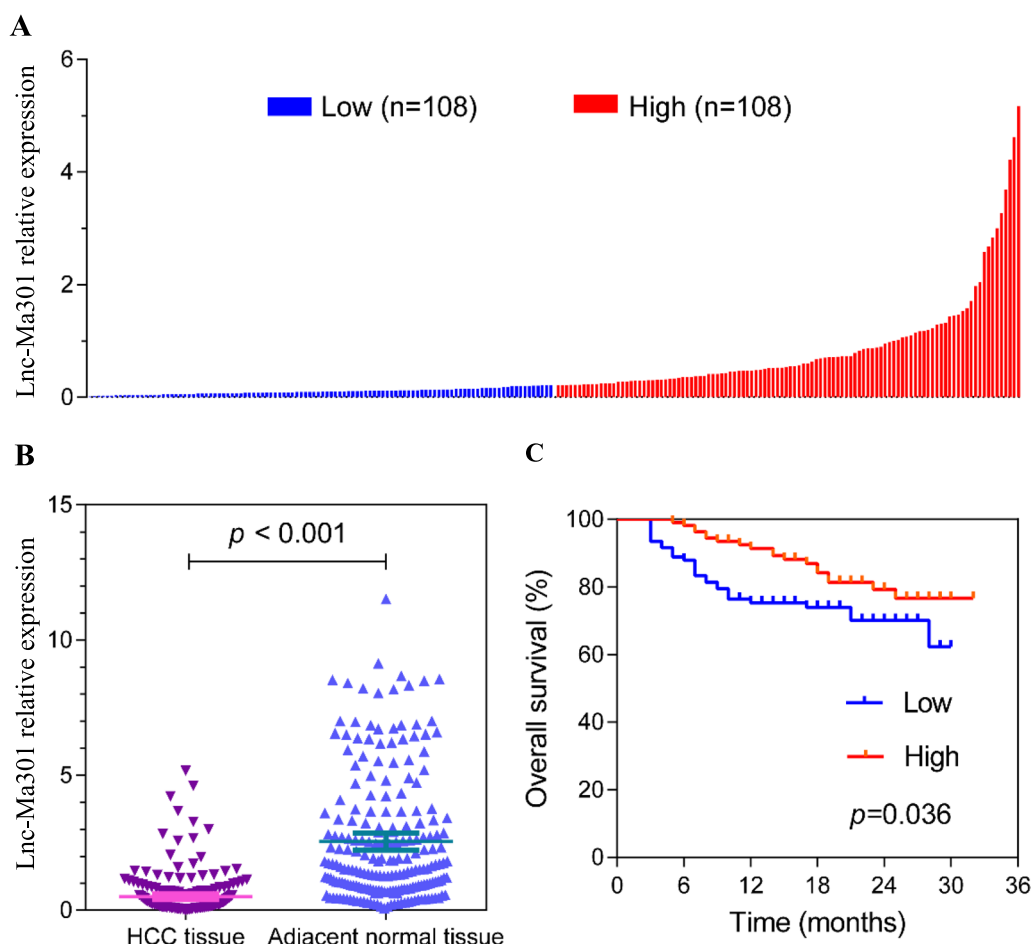 A
Lnc-Ma301 relative expression
6
4
2
0
Low (n=108)
High (n=108)
B
Lnc-Ma301 relative expression
15
10
5
0
p < 0.001
HCC tissue
Adjacent normal tissue
C
Overall survival (%)
100
80
60
40
20
0
Low
High
p=0.036
0 6 12 18 24 30 36
Time (months)